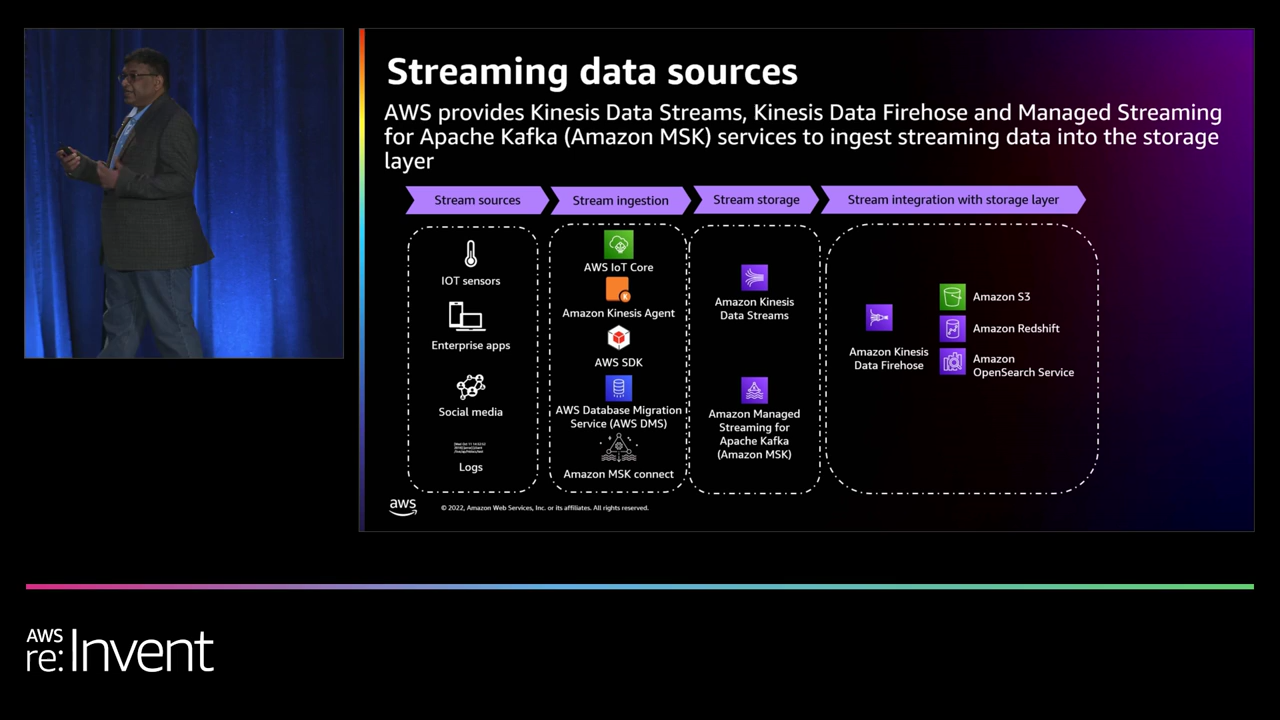 Streaming data sources
AWS provides Kinesis Data Streams, Kinesis Data Firehose and Managed Streaming
for Apache Kafka (Amazon MSK) services to ingest streaming data into the storage
layer
Stream sources
Stream ingestion
Stream storage
Stream integration with storage layer
IOT sensors
Enterprise apps
Social media
Logs
AWS IoT Core
K
Amazon Kinesis Agent
AWS SDK
AWS Database Migration
Service (AWS DMS)
Amazon MSK connect
Amazon Kinesis
Data Streams
Amazon Managed
Streaming for
Apache Kafka
(Amazon MSK)
Amazon Kinesis
Data Firehose
Amazon S3
Amazon Redshift
Amazon
OpenSearch Service
aws
© 2022, Amazon Web Services, Inc. or its affiliates. All rights reserved.
AWS
re:Invent